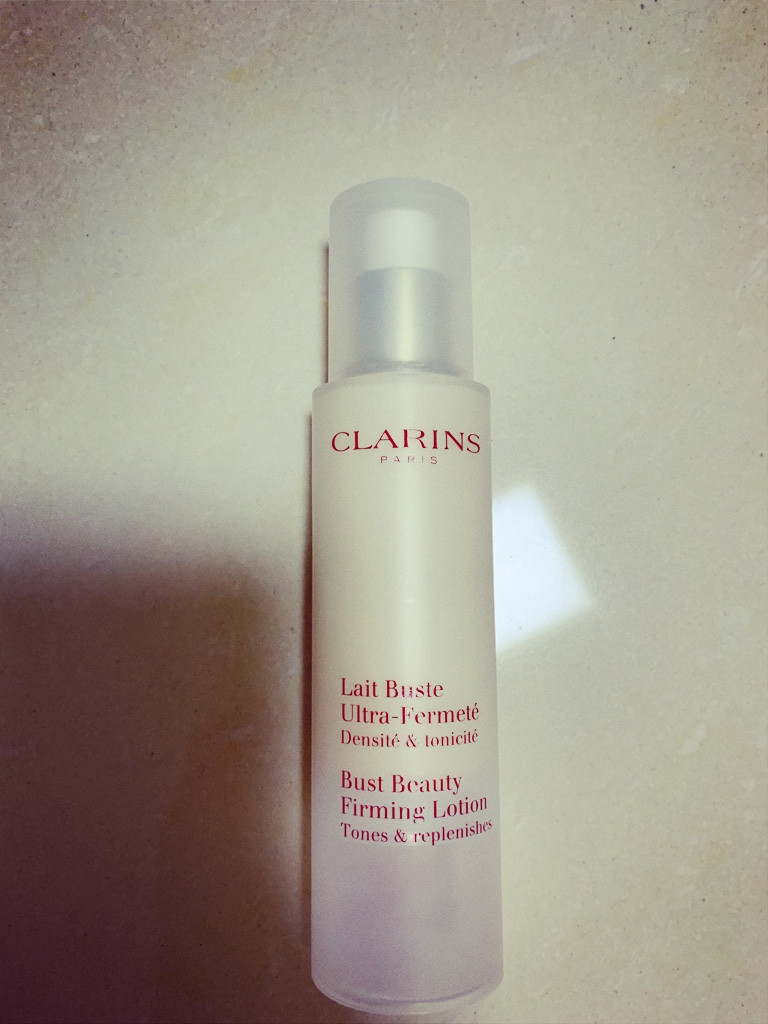 CLARINS
PARIS
Lait Buste
Ultra-Fermeté
Densité & tonicité
Bust Beauty
Firming Lotion
Tones & replenishes